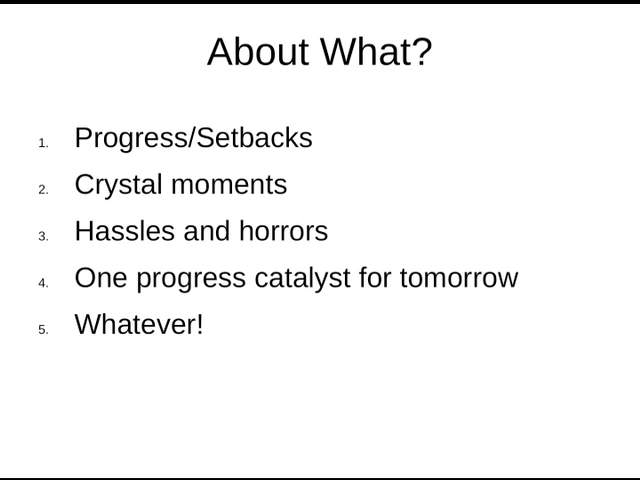 About What?
1. Progress/Setbacks
2. Crystal moments
3. Hassles and horrors
4. One progress catalyst for tomorrow
5. Whatever!